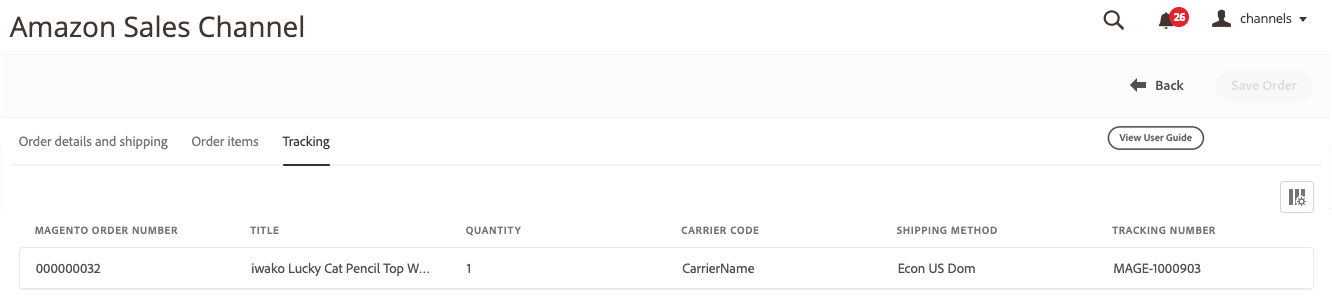 Amazon Sales Channel
26
channels
Back
Save Order
Order details and shipping Order items Tracking
View User Guide
MAGENTO ORDER NUMBER TITLE QUANTITY CARRIER CODE SHIPPING METHOD TRACKING NUMBER
000000032 iwako Lucky Cat Pencil Top W... 1 CarrierName Econ US Dom MAGE-1000903